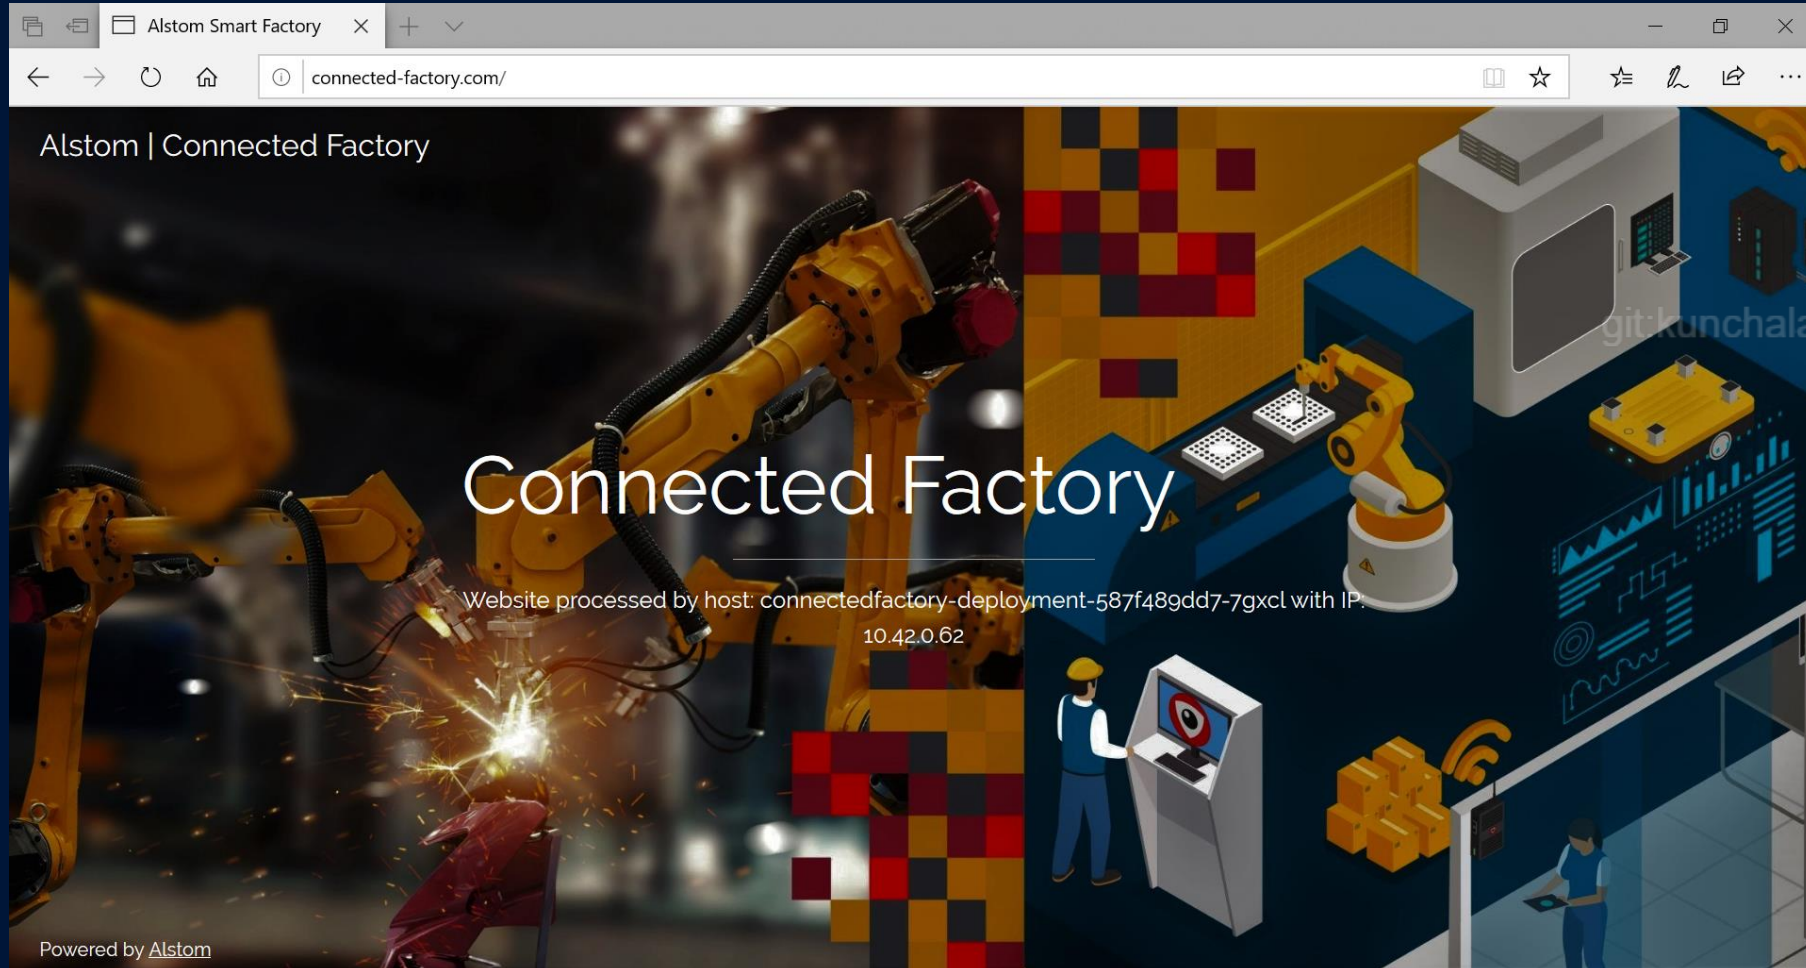 Alstom Smart Factory
connected-factory.com/
Alstom | Connected Factory
git:kunchala
Connected Factory
Website processed by host: connectedfactory-deployment-587f489dd7-7gxcl with IP:
10.42.0.62
Powered by Alstom